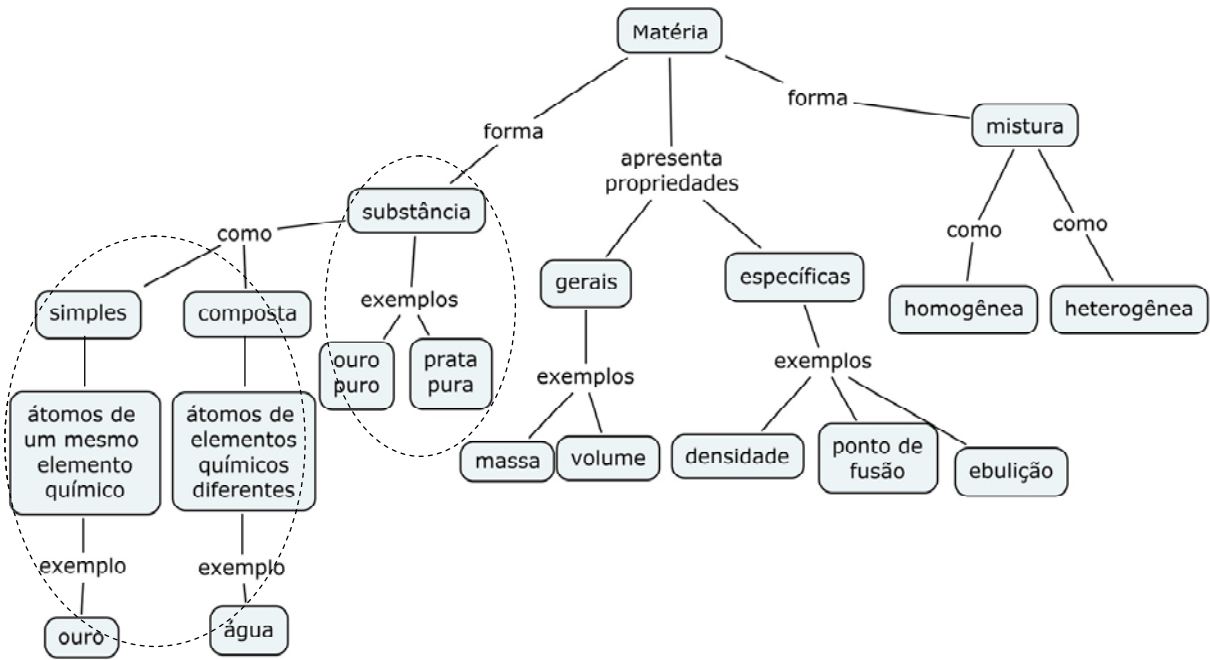 Matéria
forma
forma
mistura
apresenta
propriedades
substância
como
como
como
gerais
específicas
exemplos
simples
composta
homogênea
heterogênea
ouro
puro
prata
pura
exemplos
exemplos
átomos de
um mesmo
elemento
químico
átomos de
elementos
químicos
diferentes
massa
volume
densidade
ponto de
fusão
ebulição
exemplo
exemplo
ouro
água